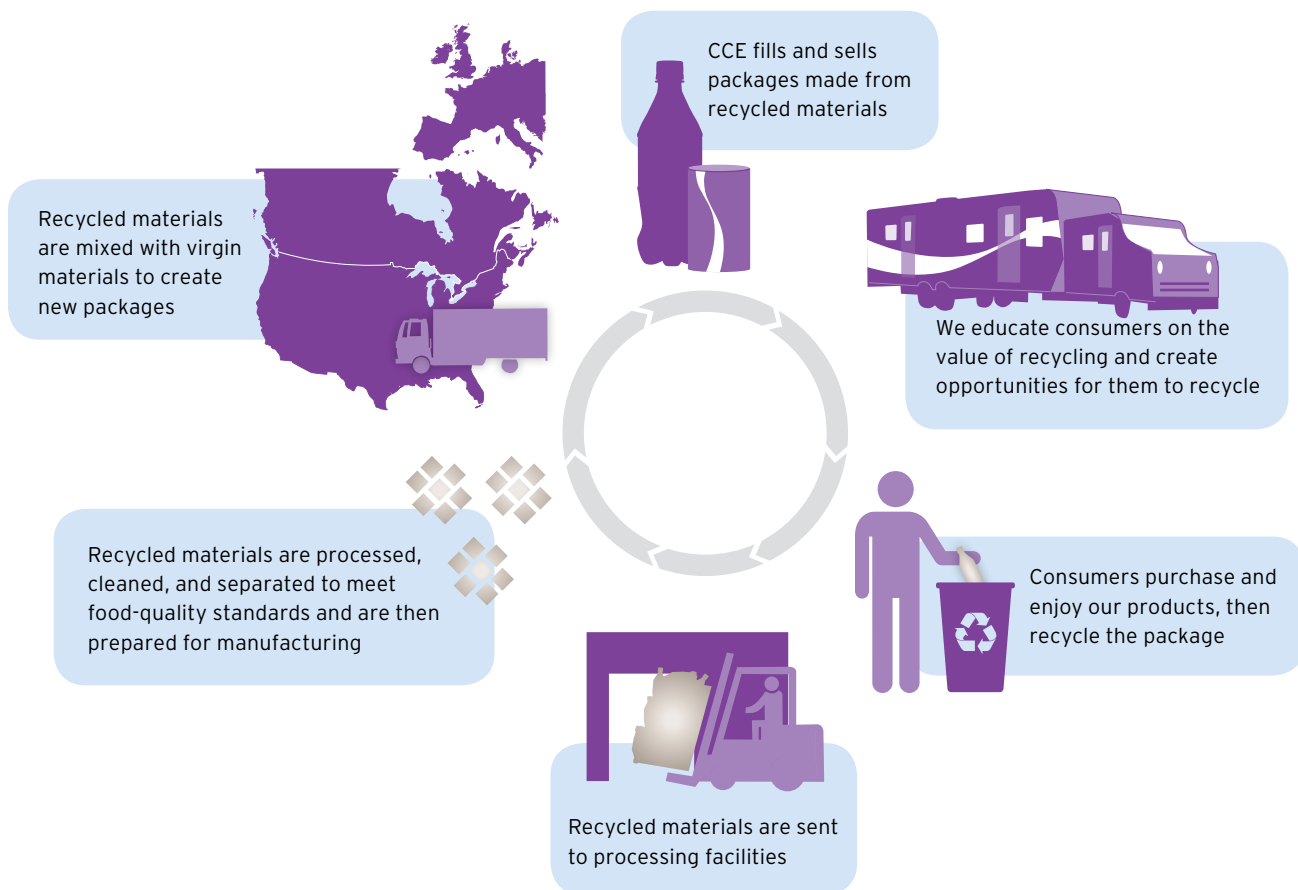 CCE fills and sells
packages made from
recycled materials
We educate consumers on the
value of recycling and create
opportunities for them to recycle
Consumers purchase and
enjoy our products, then
recycle the package
Recycled materials are sent
to processing facilities
Recycled materials are processed,
cleaned, and separated to meet
food-quality standards and are then
prepared for manufacturing
Recycled materials
are mixed with virgin
materials to create
new packages